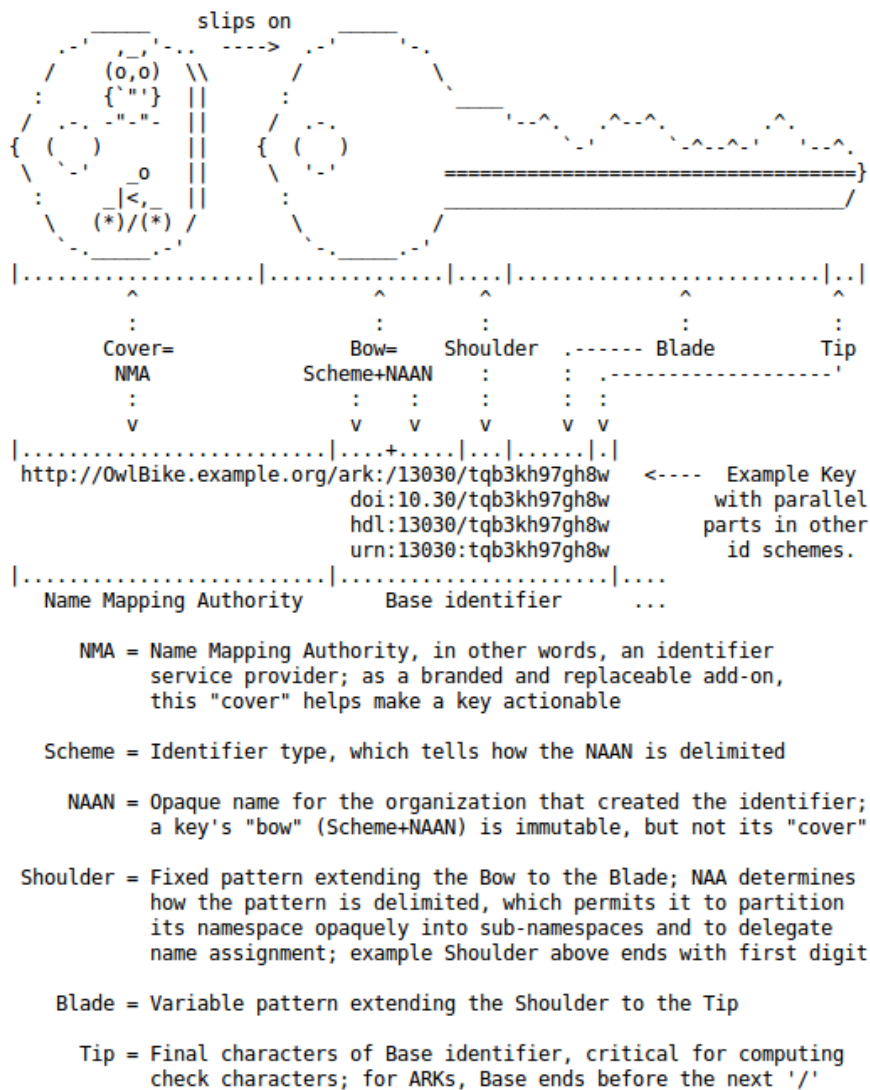 slips on
---->
|.....................|...............|....|..........................|..|
^ ^ ^ ^ ^
: : : : :
Cover= Bow= Shoulder .------ Blade Tip
NMA Scheme+NAAN : : .-------------------'
: : : : : :
v v v v v v
|..........................|....+.....|...|......|.|
http://OwlBike.example.org/ark:/13030/tqb3kh97gh8w <---- Example Key
doi:10.30/tqb3kh97gh8w with parallel
hdl:13030/tqb3kh97gh8w parts in other
urn:13030:tqb3kh97gh8w id schemes.
|..........................|.......................|....
Name Mapping Authority Base identifier ...
NMA = Name Mapping Authority, in other words, an identifier
service provider; as a branded and replaceable add-on,
this "cover" helps make a key actionable
Scheme = Identifier type, which tells how the NAAN is delimited
NAAN = Opaque name for the organization that created the identifier;
a key's "bow" (Scheme+NAAN) is immutable, but not its "cover"
Shoulder = Fixed pattern extending the Bow to the Blade; NAA determines
how the pattern is delimited, which permits it to partition
its namespace opaquely into sub-namespaces and to delegate
name assignment; example Shoulder above ends with first digit
Blade = Variable pattern extending the Shoulder to the Tip
Tip = Final characters of Base identifier, critical for computing
check characters; for ARKs, Base ends before the next '/'